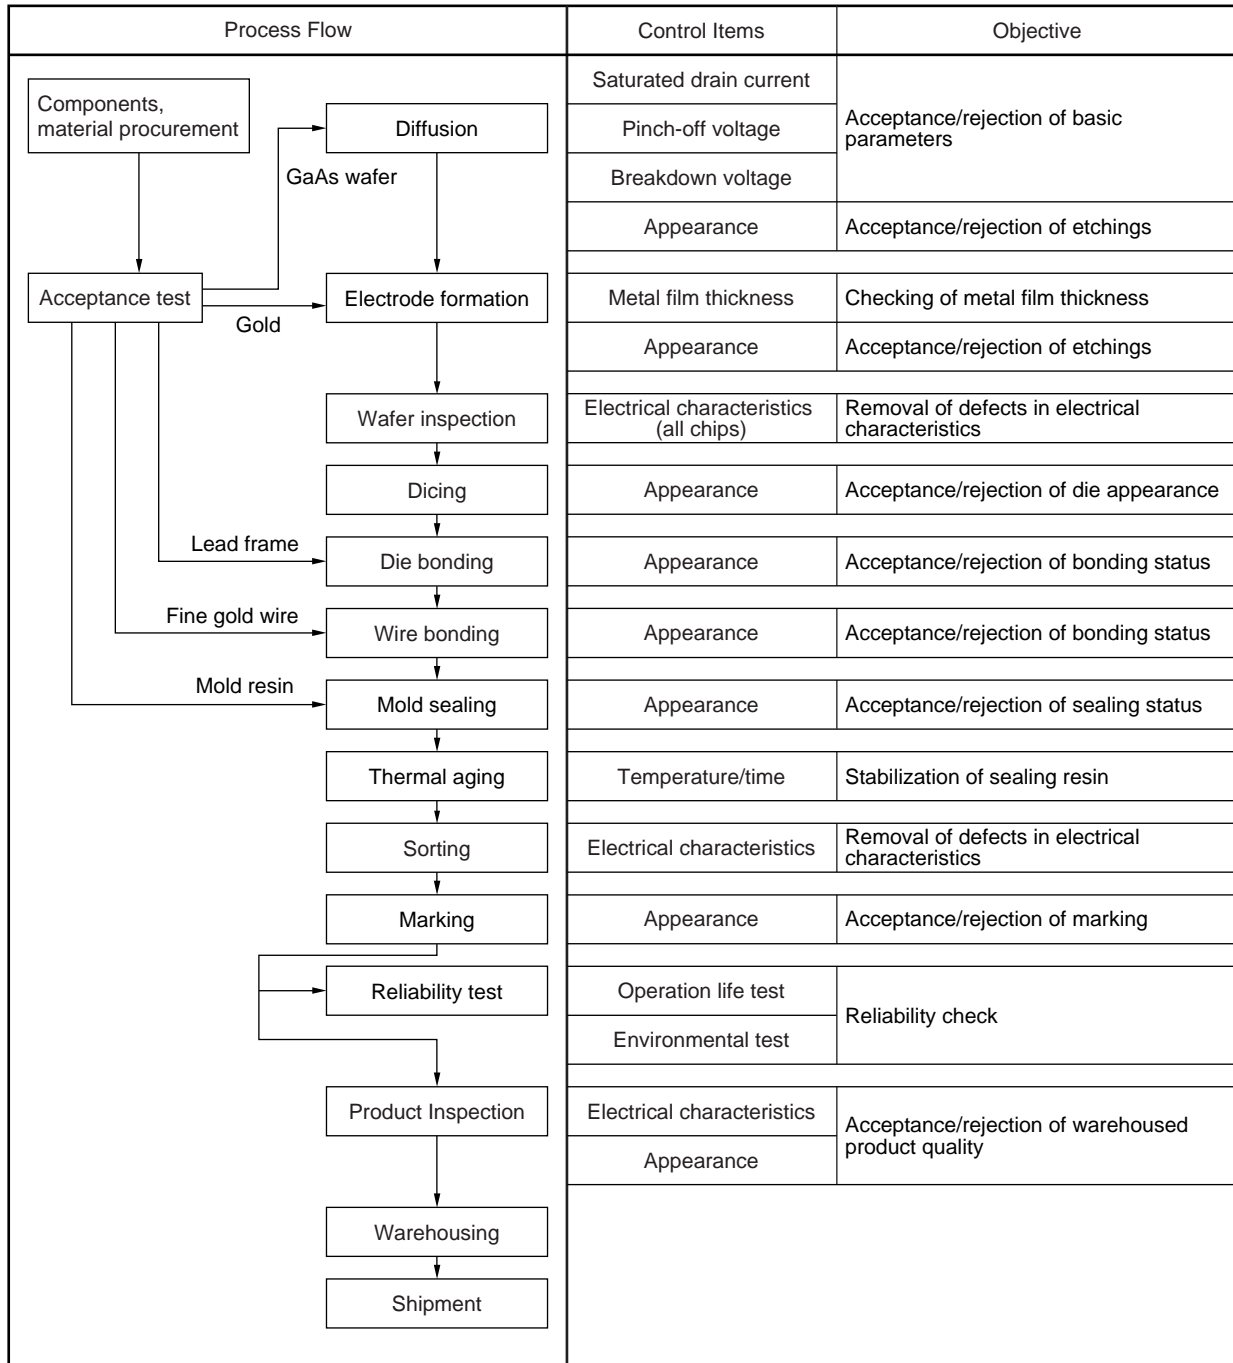 Process Flow
Control Items
Objective
Components,
material procurement
Diffusion
GaAs wafer
Saturated drain current
Pinch-off voltage
Breakdown voltage
Acceptance/rejection of basic
parameters
Appearance
Acceptance/rejection of etchings
Acceptance test
Gold
Electrode formation
Metal film thickness
Checking of metal film thickness
Appearance
Acceptance/rejection of etchings
Wafer inspection
Electrical characteristics
(all chips)
Removal of defects in electrical
characteristics
Dicing
Appearance
Acceptance/rejection of die appearance
Lead frame
Die bonding
Appearance
Acceptance/rejection of bonding status
Fine gold wire
Wire bonding
Appearance
Acceptance/rejection of bonding status
Mold resin
Mold sealing
Appearance
Acceptance/rejection of sealing status
Thermal aging
Temperature/time
Stabilization of sealing resin
Sorting
Electrical characteristics
Removal of defects in electrical
characteristics
Marking
Appearance
Acceptance/rejection of marking
Reliability test
Operation life test
Environmental test
Reliability check
Product Inspection
Electrical characteristics
Appearance
Acceptance/rejection of warehoused
product quality
Warehousing
Shipment